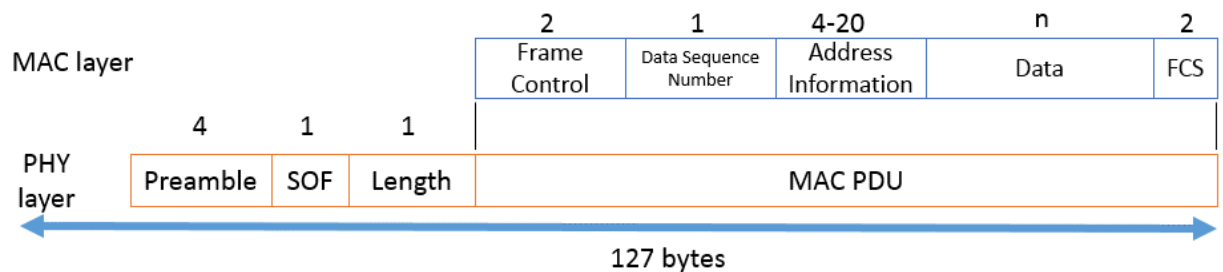 2 1 4-20 n 2
MAC layer
Frame
Control
Data Sequence
Number
Address
Information
Data
FCS
4 1 1
PHY
layer
Preamble SOF Length MAC PDU
127 bytes